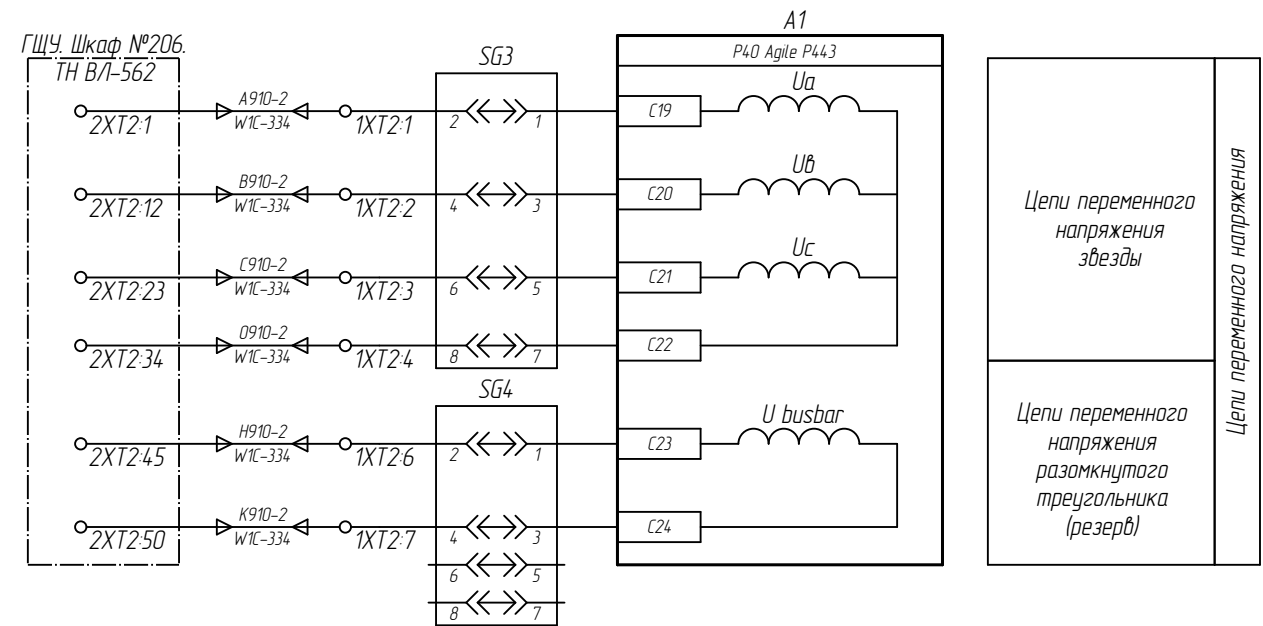 ГЩУ. Шкаф №206.
ТН ВЛ-562
SG3
A1
P40 Agile P443
2XT2:1
A910-2
W1C-334
1XT2:1
2
1
C19
Ua
2XT2:12
B910-2
W1C-334
1XT2:2
4
3
C20
Uв
2XT2:23
C910-2
W1C-334
1XT2:3
6
5
C21
Uc
2XT2:34
0910-2
W1C-334
1XT2:4
8
7
C22
SG4
2XT2:45
H910-2
W1C-334
1XT2:6
2
1
C23
U busbar
2XT2:50
K910-2
W1C-334
1XT2:7
4
3
C24
6
5
8
7
Цепи переменного
напряжения
звезды
Цепи переменного
напряжения
разомкнутого
треугольника
(резерв)
Цепи переменного напряжения